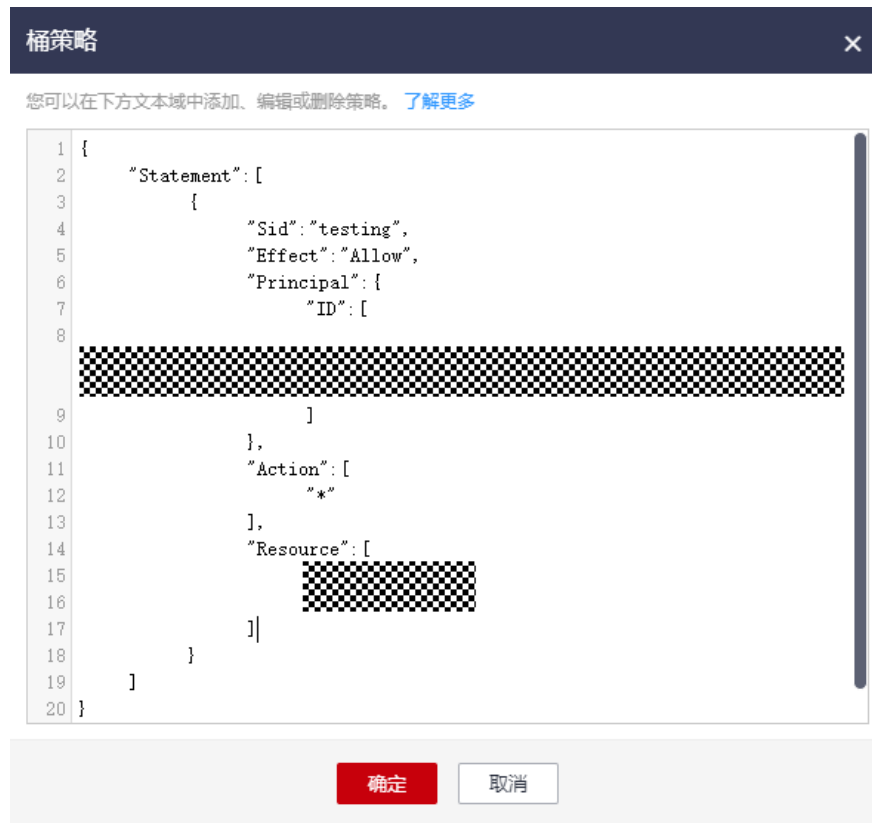 桶策略 ×
您可以在下方文本域中添加、编辑或删除策略。 了解更多
1 {
2 "Statement":[
3 {
4 "Sid":"testing",
5 "Effect":"Allow",
6 "Principal":{
7 "ID":[
8
9 ]
10 },
11 "Action":[
12 "*"
13 ],
14 "Resource":[
15
16
17 ]
18 }
19 ]
20 }
确定 取消